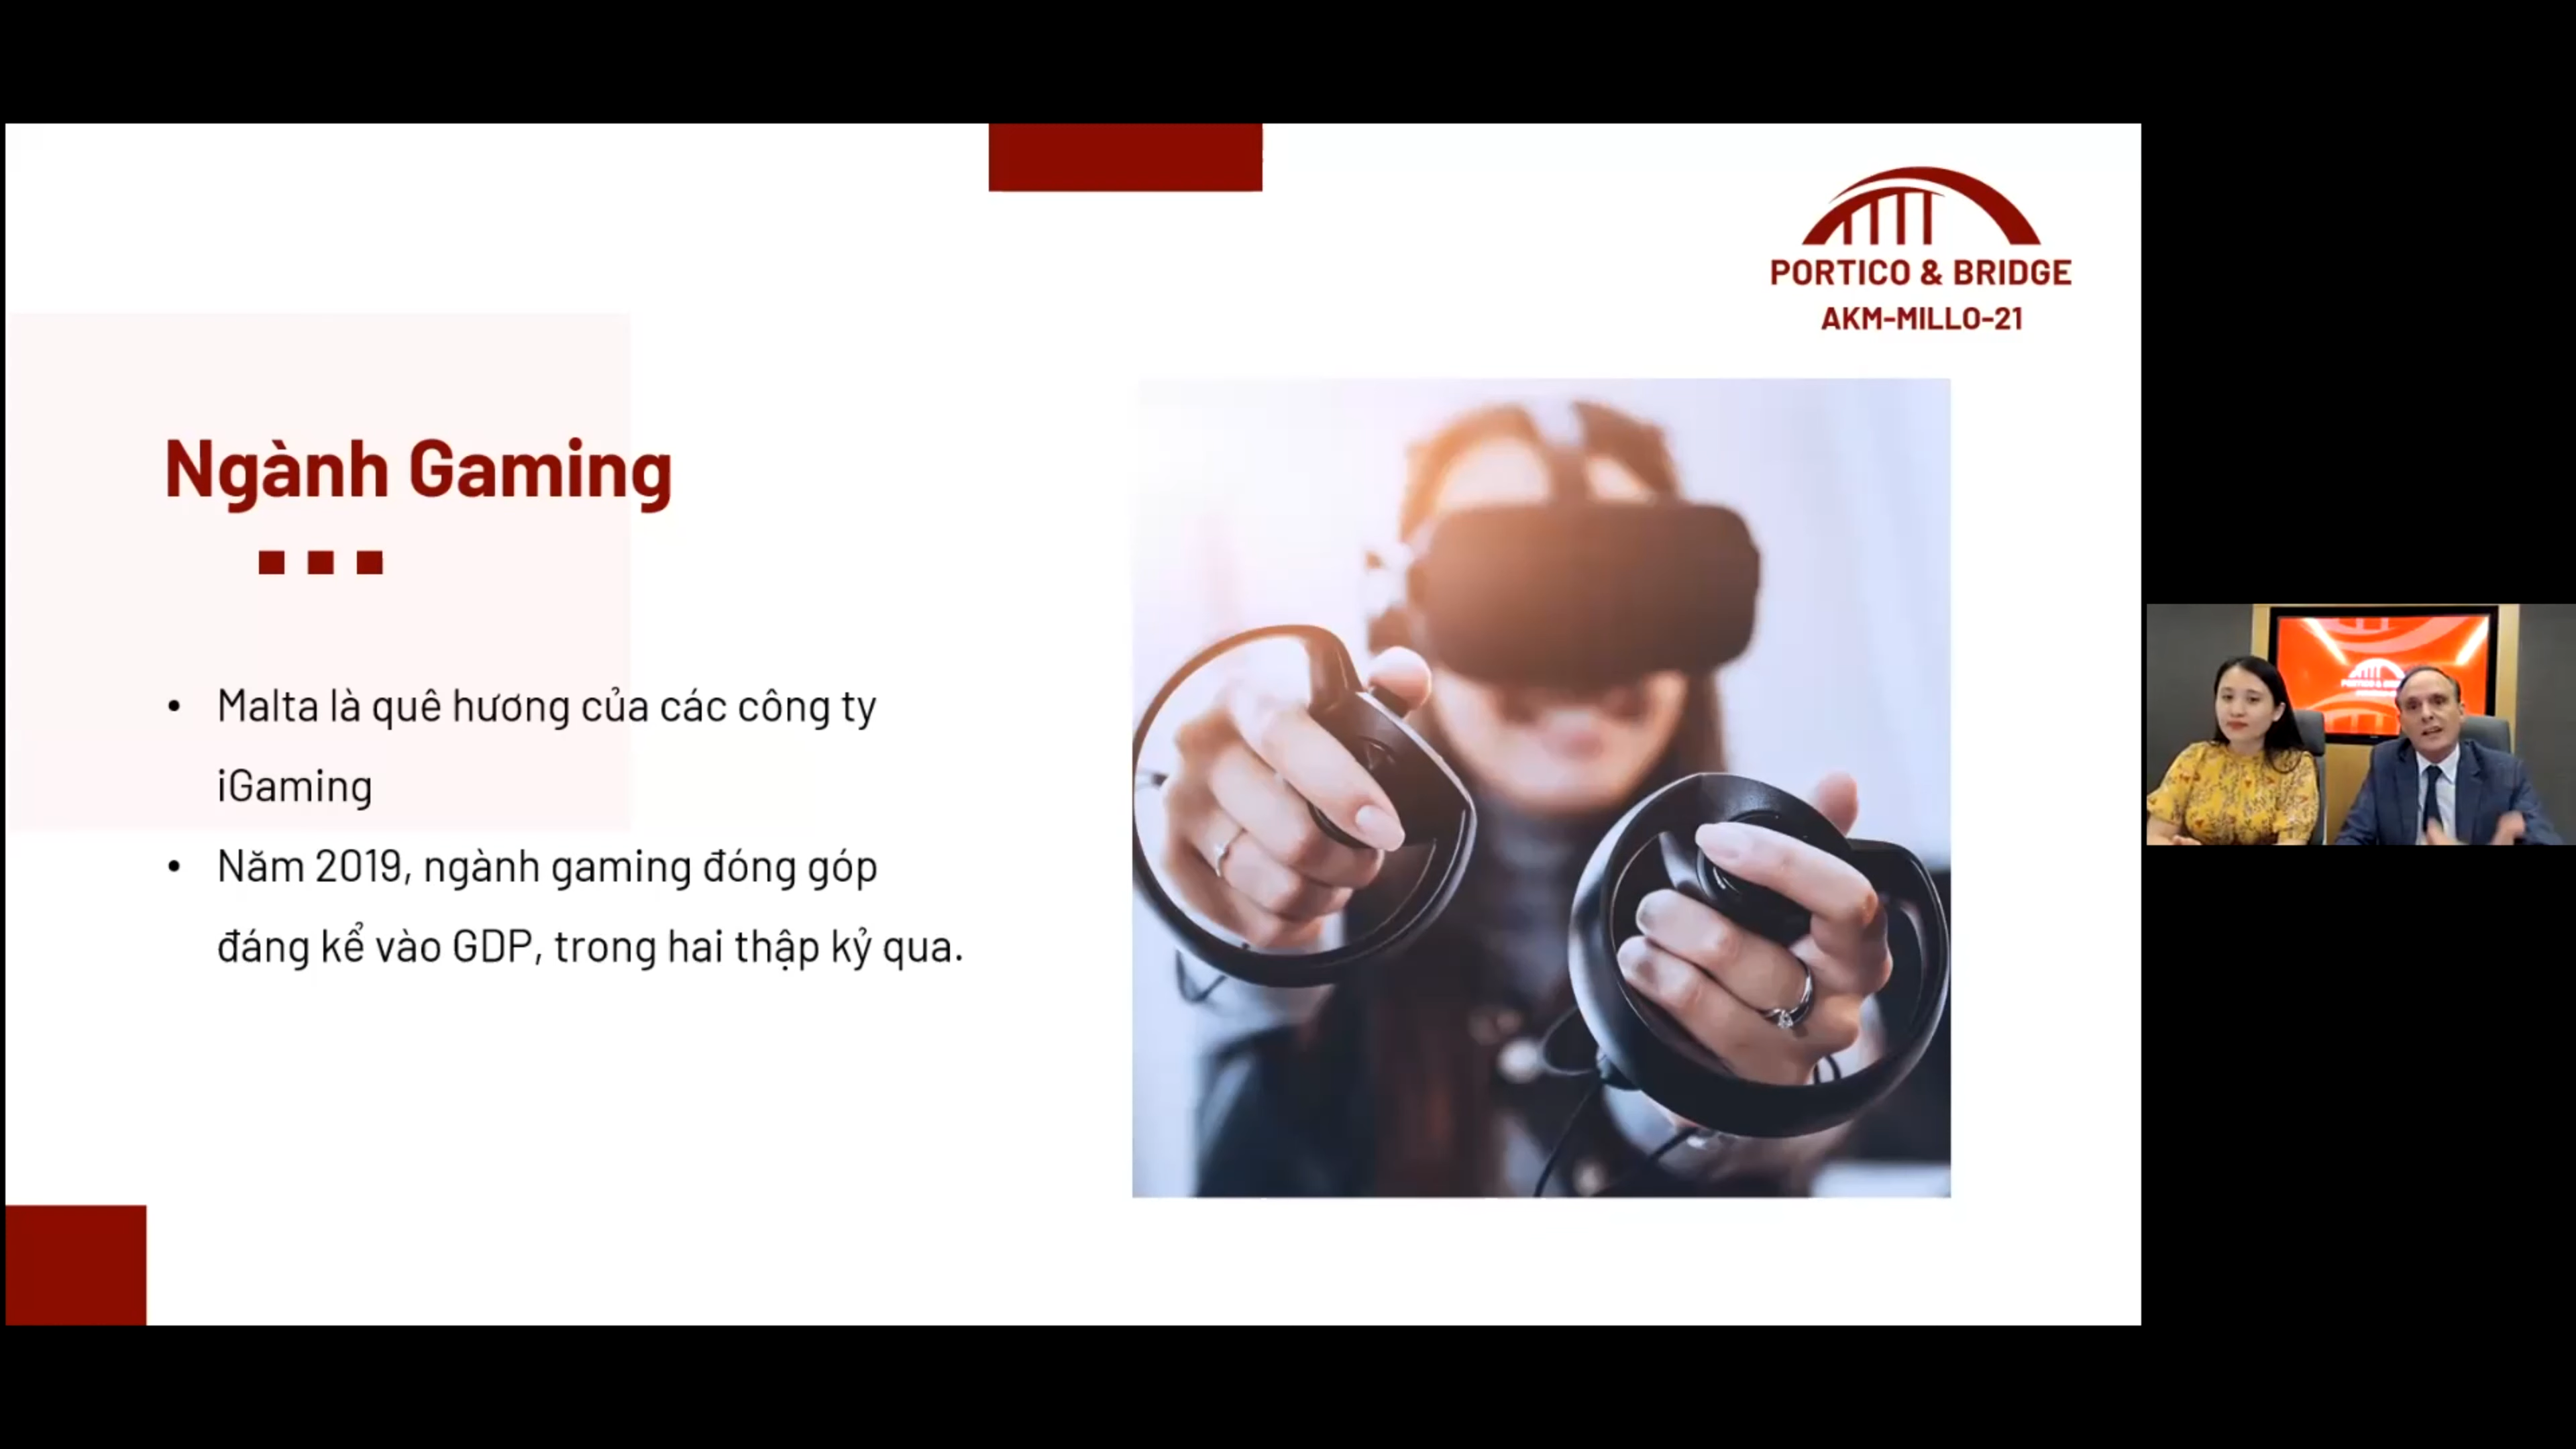 PORTICO & BRIDGE
AKM-MILLO-21
Ngành Gaming
• Malta là quê hương của các công ty
iGaming
• Năm 2019, ngành gaming đóng góp
đáng kể vào GDP, trong hai thập kỷ qua.